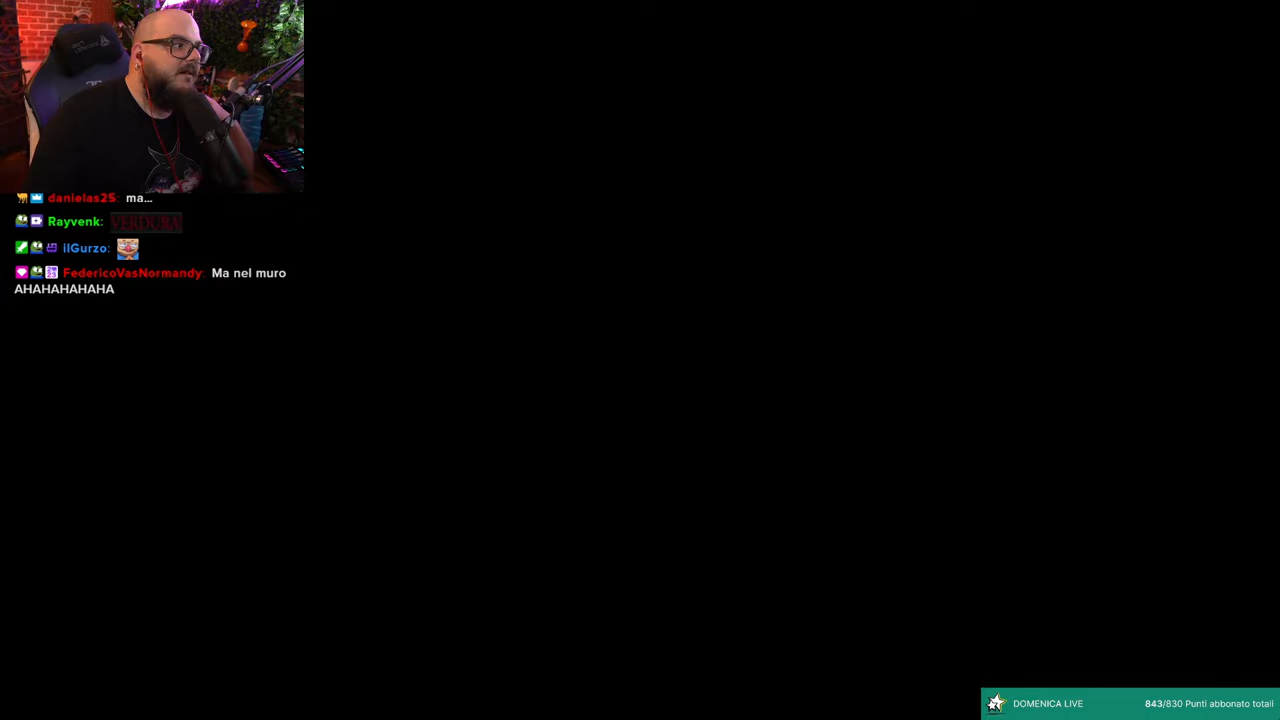 danielas25: ma...
Rayvenk: VERDURA
ilGurzo:
FedericoVasNormandy: Ma nel muro
AHAHAHAHAHA
DOMENICA LIVE 843/830 Punti abbonato totali